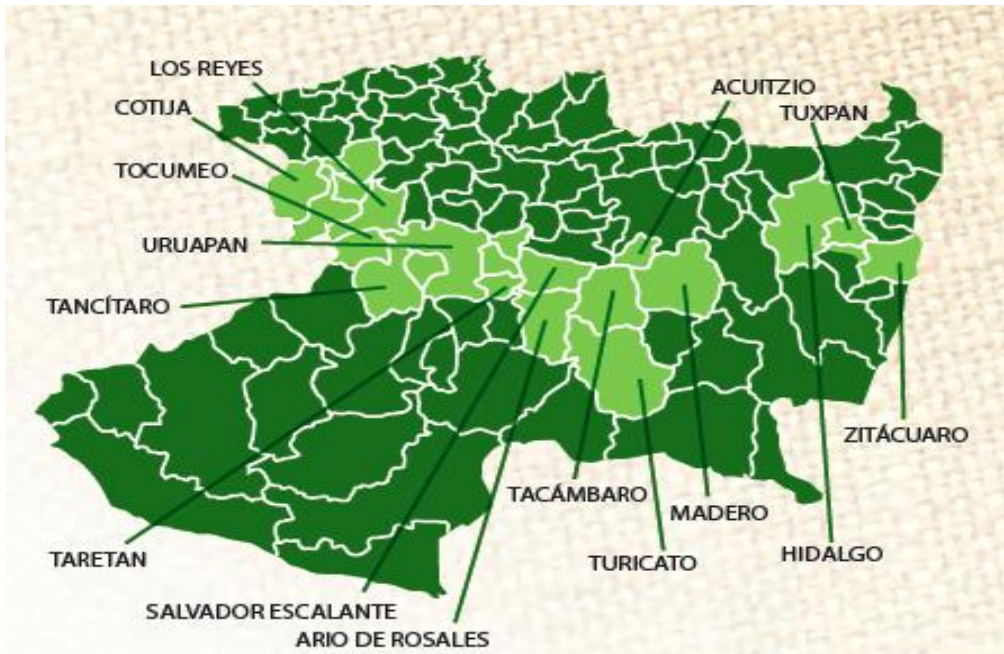 LOS REYES
ACUITZIO
COTIJA
TUXPAN
TOCUMEO
URUAPAN
TANCÍTARO
ZITÁCUARO
TACÁMBARO
MADERO
TARETAN
TURICATO
HIDALGO
SALVADOR ESCALANTE
ARIO DE ROSALES